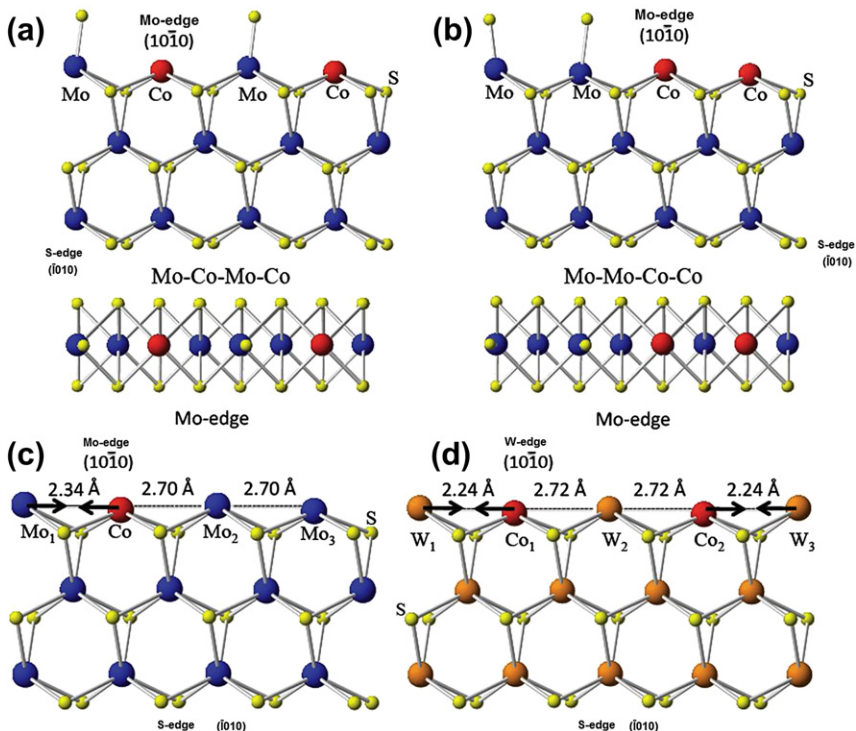 (a)
Mo-edge
(101̄0)
Mo Co Mo Co S
S-edge
(1̄010)
Mo-Co-Mo-Co
Mo-edge
(b)
Mo-edge
(101̄0)
Mo Mo Co Co S
S-edge
(1̄010)
Mo-Mo-Co-Co
Mo-edge
(c)
Mo-edge
(101̄0)
2.34 Å 2.70 Å 2.70 Å
Mo₁ Co Mo₂ Mo₃ S
S-edge (1̄010)
(d)
W-edge
(101̄0)
2.24 Å 2.72 Å 2.72 Å 2.24 Å
W₁ Co₁ W₂ Co₂ W₃
S
S-edge (1̄010)